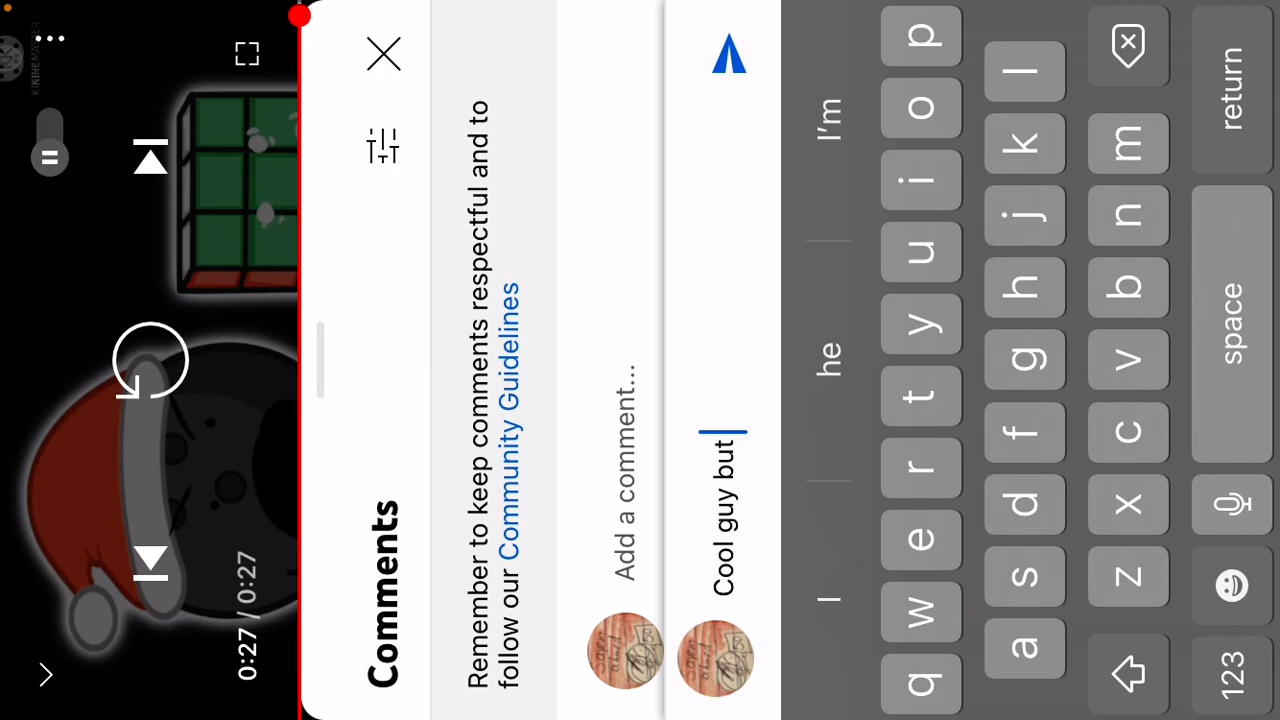 KINEMASTER
0:27 / 0:27
Comments
Remember to keep comments respectful and to
follow our Community Guidelines
Add a comment...
Cool guy but
I
he
I'm
q w e r t y u i o p
a s d f g h j k l
z x c v b n m
123
space
return